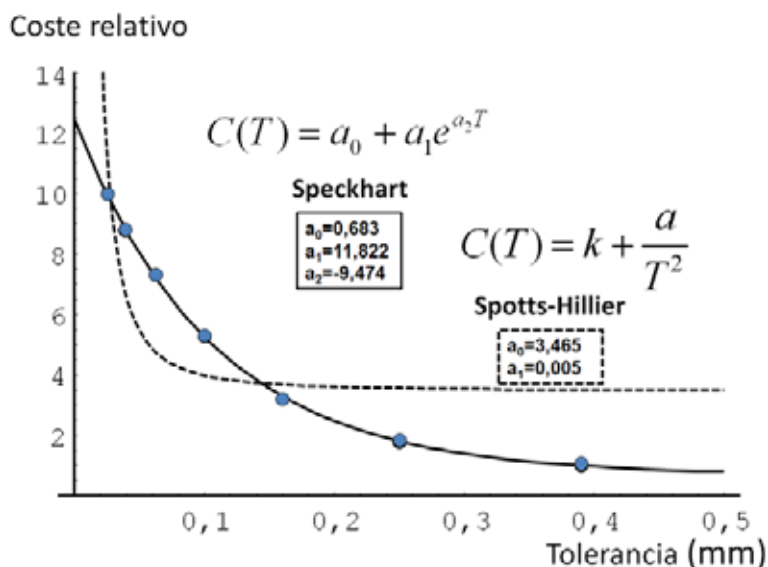 Coste relativo
14
12
10
8
6
4
2
C(T) = a₀ + a₁e^{a₂T}
Speckhart
a₀=0,683
a₁=11,822
a₂=-9,474
C(T) = k + a/T²
Spotts-Hillier
a₀=3,465
a₁=0,005
0,1 0,2 0,3 0,4 0,5
Tolerancia (mm)